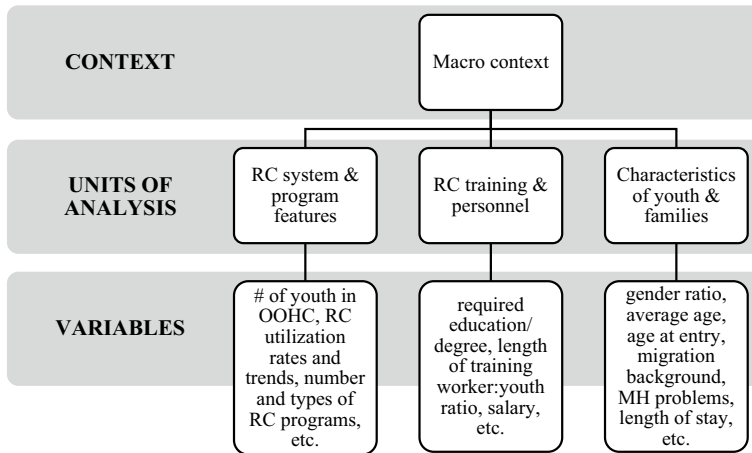 CONTEXT
Macro context
UNITS OF
ANALYSIS
RC system &
program
features
RC training &
personnel
Characteristics
of youth &
families
VARIABLES
# of youth in
OOHC, RC
utilization
rates and
trends, number
and types of
RC programs,
etc.
required
education/
degree, length
of training
worker:youth
ratio, salary,
etc.
gender ratio,
average age,
age at entry,
migration
background,
MH problems,
length of stay,
etc.